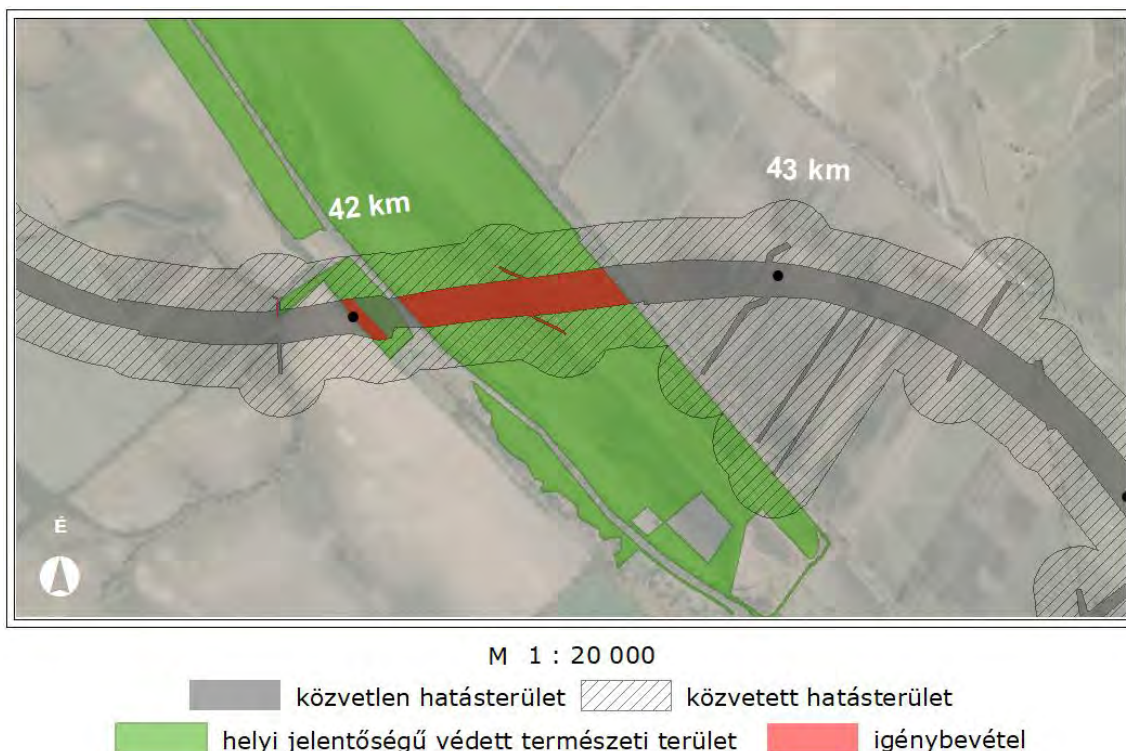 43 km
42 km
É
M 1 : 20 000
közvetlen hatásterület közvetett hatásterület
helyi jelentőségű védett természeti terület igénybevétel